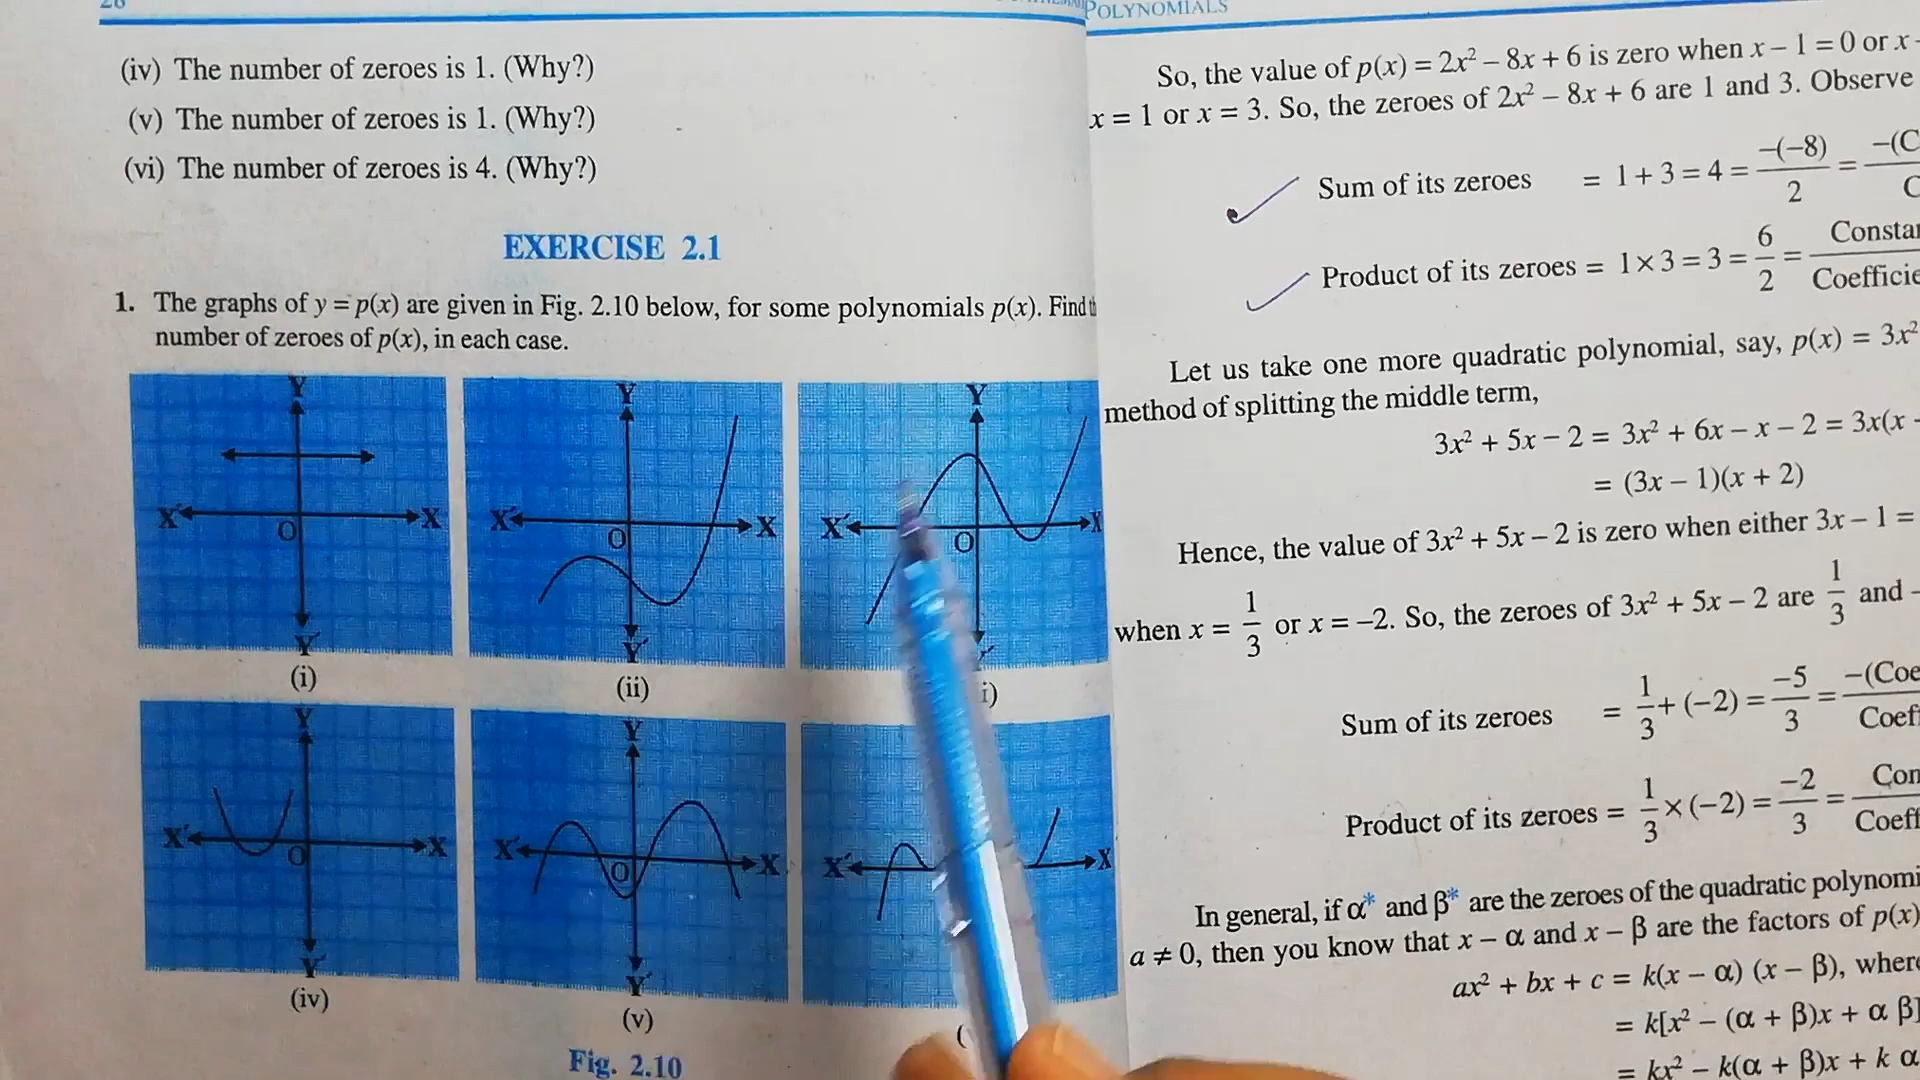 28
POLYNOMIALS
(iv) The number of zeroes is 1. (Why?)
(v) The number of zeroes is 1. (Why?)
(vi) The number of zeroes is 4. (Why?)
EXERCISE 2.1
1. The graphs of y = p(x) are given in Fig. 2.10 below, for some polynomials p(x). Find
number of zeroes of p(x), in each case.
Y Y Y
X′ O X X′ O X X′ O X
Y′ Y′
(i) (ii) i)
Y Y
X′ O X X′ O X X′ X
Y′ Y′
(iv) (v) (
Fig. 2.10
So, the value of p(x) = 2x² – 8x + 6 is zero when x – 1 = 0 or x -
x = 1 or x = 3. So, the zeroes of 2x² – 8x + 6 are 1 and 3. Observe
Sum of its zeroes = 1 + 3 = 4 = –(–8)/2 = –(C/C
Product of its zeroes = 1 × 3 = 3 = 6/2 = Constan/Coefficie
Let us take one more quadratic polynomial, say, p(x) = 3x²
method of splitting the middle term,
3x² + 5x – 2 = 3x² + 6x – x – 2 = 3x(x
= (3x – 1)(x + 2)
Hence, the value of 3x² + 5x – 2 is zero when either 3x – 1 =
when x = 1/3 or x = –2. So, the zeroes of 3x² + 5x – 2 are 1/3 and –
Sum of its zeroes = 1/3 + (–2) = –5/3 = –(Coe/Coef
Product of its zeroes = 1/3 × (–2) = –2/3 = Con/Coeff
In general, if α* and β* are the zeroes of the quadratic polynomi
a ≠ 0, then you know that x – α and x – β are the factors of p(x)
ax² + bx + c = k(x – α) (x – β), where
= k[x² – (α + β)x + α β]
= kx² – k(α + β)x + k α